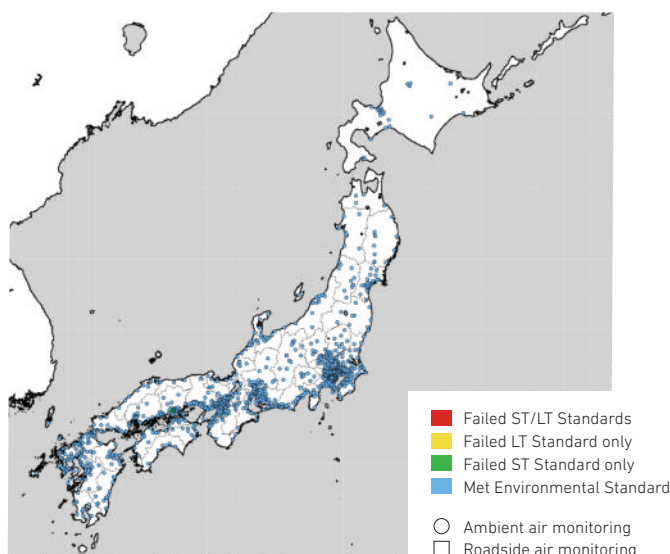 Failed ST/LT Standards
Failed LT Standard only
Failed ST Standard only
Met Environmental Standard
Ambient air monitoring
Roadside air monitoring